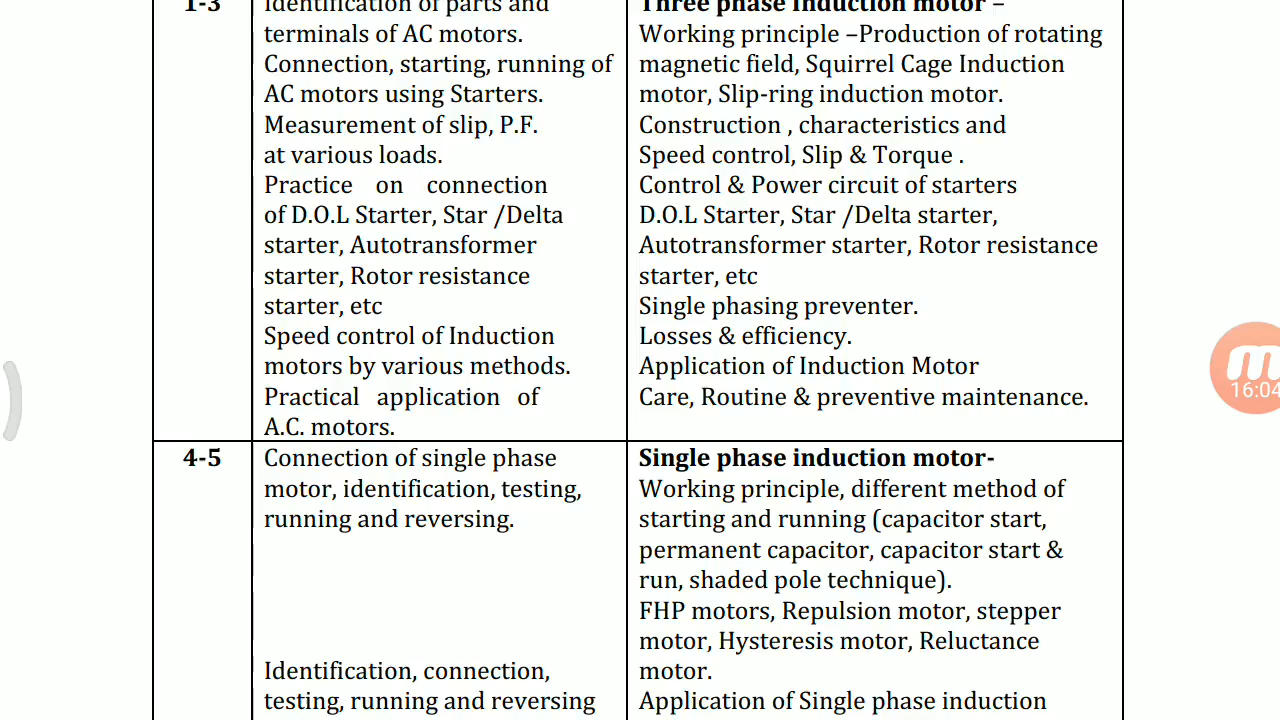 1-3
Identification of parts and
terminals of AC motors.
Connection, starting, running of
AC motors using Starters.
Measurement of slip, P.F.
at various loads.
Practice on connection
of D.O.L Starter, Star /Delta
starter, Autotransformer
starter, Rotor resistance
starter, etc
Speed control of Induction
motors by various methods.
Practical application of
A.C. motors.
Three phase induction motor –
Working principle –Production of rotating
magnetic field, Squirrel Cage Induction
motor, Slip-ring induction motor.
Construction , characteristics and
Speed control, Slip & Torque .
Control & Power circuit of starters
D.O.L Starter, Star /Delta starter,
Autotransformer starter, Rotor resistance
starter, etc
Single phasing preventer.
Losses & efficiency.
Application of Induction Motor
Care, Routine & preventive maintenance.
4-5
Connection of single phase
motor, identification, testing,
running and reversing.
Identification, connection,
testing, running and reversing
Single phase induction motor-
Working principle, different method of
starting and running (capacitor start,
permanent capacitor, capacitor start &
run, shaded pole technique).
FHP motors, Repulsion motor, stepper
motor, Hysteresis motor, Reluctance
motor.
Application of Single phase induction
16:04